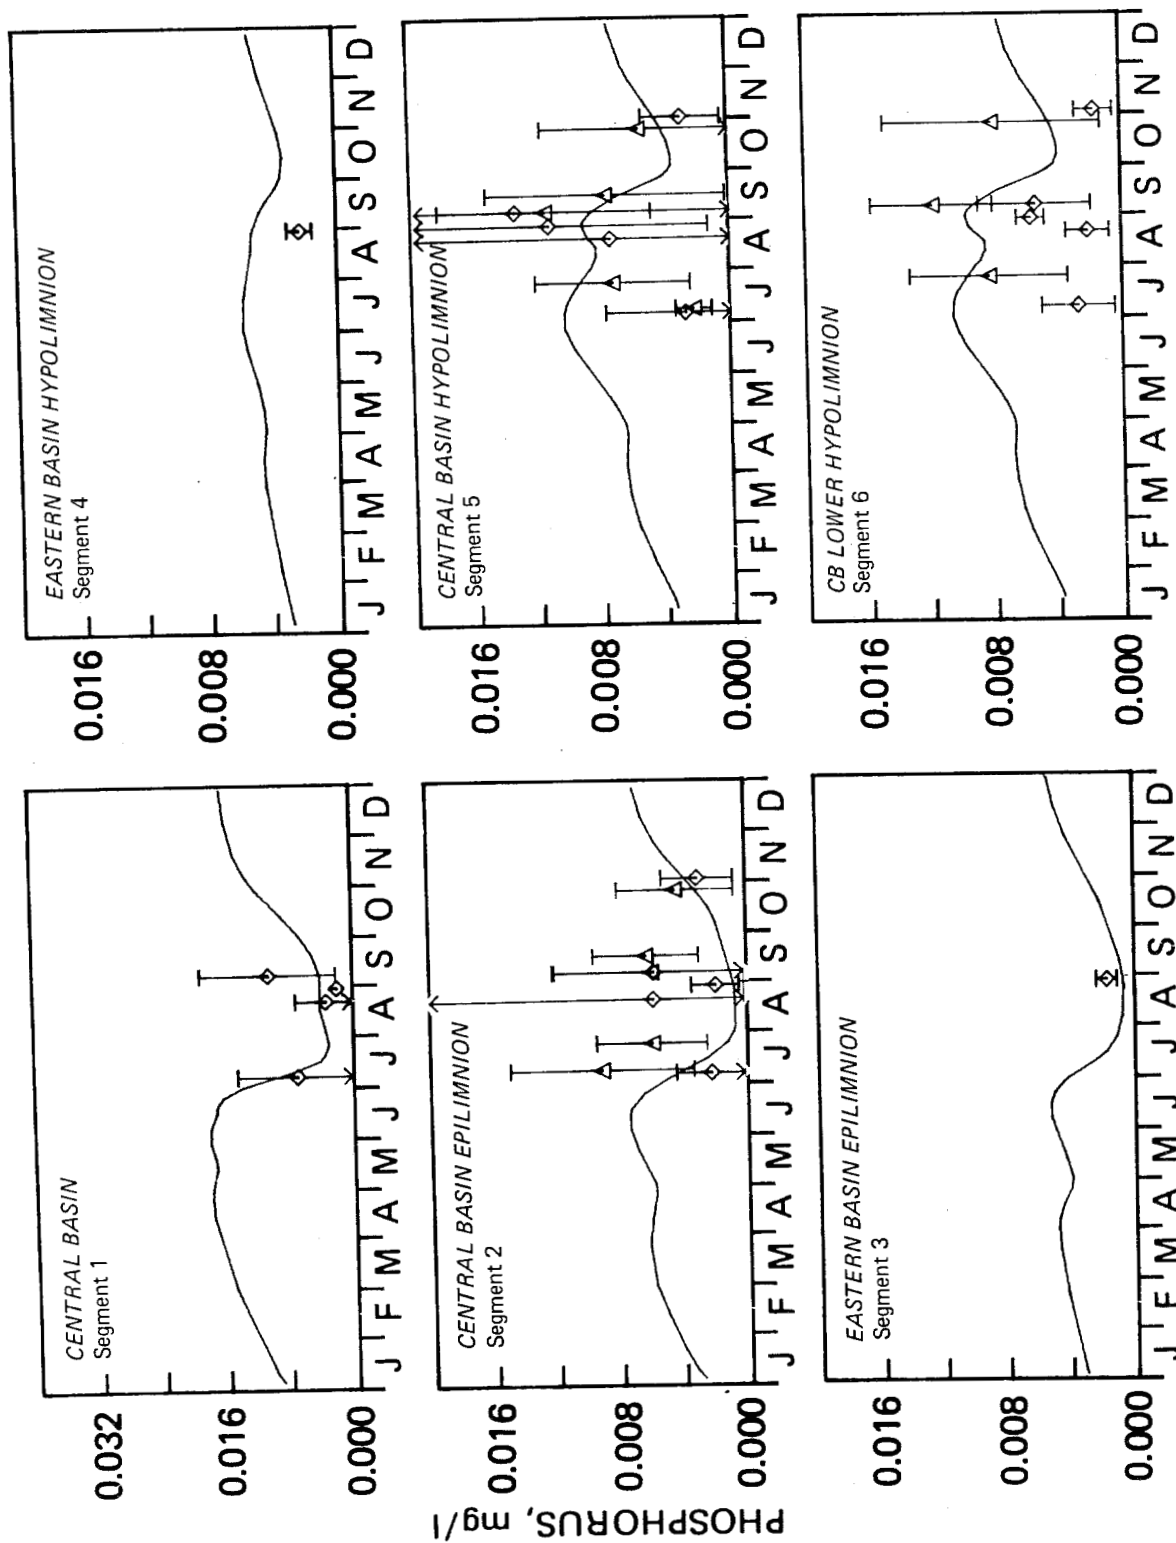 CENTRAL BASIN
Segment 1
0.032
0.016
0.000
J F M A M J J A S O N D
EASTERN BASIN HYPOLIMNION
Segment 4
0.016
0.008
0.000
J F M A M J J A S O N D
PHOSPHORUS, mg/l
CENTRAL BASIN EPILIMNION
Segment 2
0.016
0.008
0.000
J F M A M J J A S O N D
CENTRAL BASIN HYPOLIMNION
Segment 5
0.016
0.008
0.000
J F M A M J J A S O N D
EASTERN BASIN EPILIMNION
Segment 3
0.016
0.008
0.000
J F M A M J J A S O N D
CB LOWER HYPOLIMNION
Segment 6
0.016
0.008
0.000
J F M A M J J A S O N D